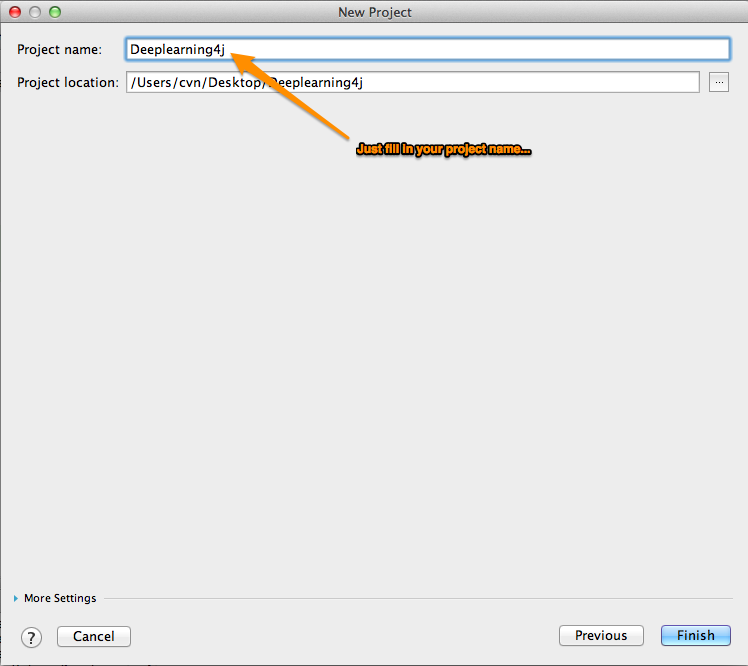 New Project
Project name: Deeplearning4j
Project location: /Users/cvn/Desktop/Deeplearning4j ...
Just fill in your project name...
More Settings
? Cancel Previous Finish